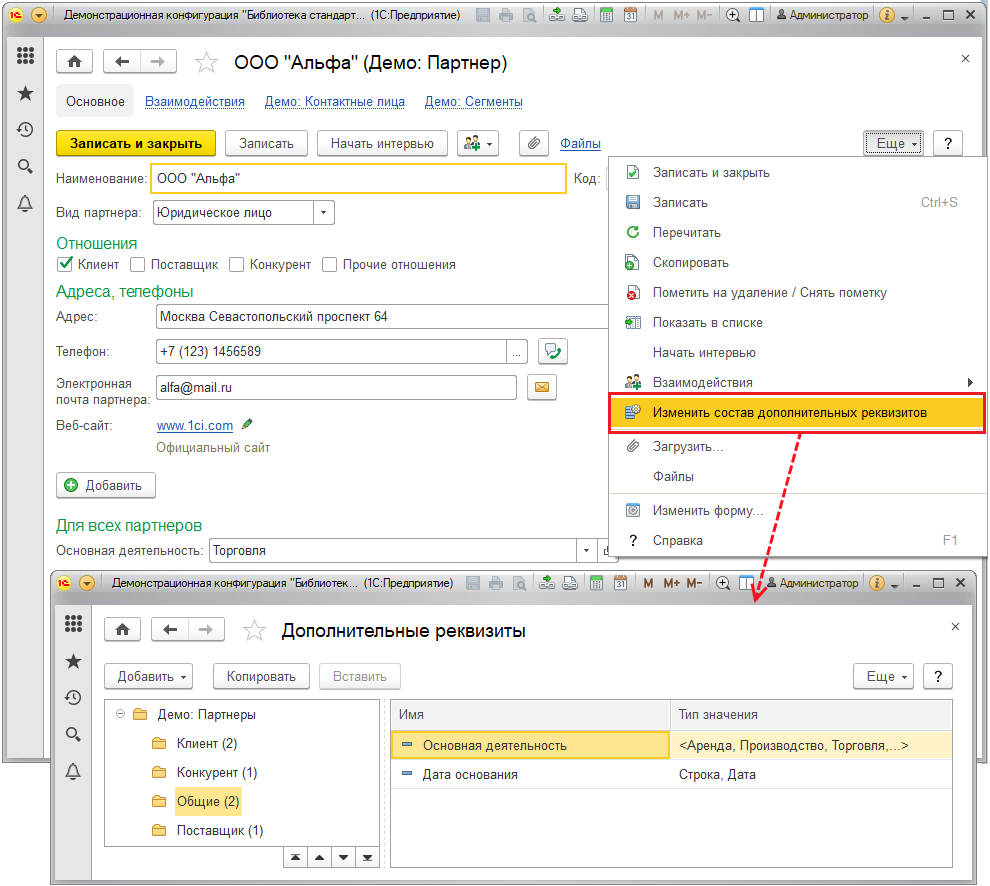 Демонстрационная конфигурация "Библиотека стандарт... (1С:Предприятие)
M M+ M- Администратор
ООО "Альфа" (Демо: Партнер)
Основное Взаимодействия Демо: Контактные лица Демо: Сегменты
Записать и закрыть Записать Начать интервью Файлы Еще ?
Наименование: ООО "Альфа" Код:
Вид партнера: Юридическое лицо
Отношения
Клиент Поставщик Конкурент Прочие отношения
Адреса, телефоны
Адрес: Москва Севастопольский проспект 64
Телефон: +7 (123) 1456589 ...
Электронная
почта партнера: alfa@mail.ru
Веб-сайт: www.1ci.com
Официальный сайт
Добавить
Для всех партнеров
Основная деятельность: Торговля
Записать и закрыть
Записать Ctrl+S
Перечитать
Скопировать
Пометить на удаление / Снять пометку
Показать в списке
Начать интервью
Взаимодействия
Изменить состав дополнительных реквизитов
Загрузить...
Файлы
Изменить форму...
? Справка F1
Демонстрационная конфигурация "Библиотек... (1С:Предприятие)
31 M M+ M- Администратор
Дополнительные реквизиты
Добавить Копировать Вставить Еще ?
Демо: Партнеры
Клиент (2)
Конкурент (1)
Общие (2)
Поставщик (1)
Имя Тип значения
Основная деятельность <Аренда, Производство, Торговля,...>
Дата основания Строка, Дата